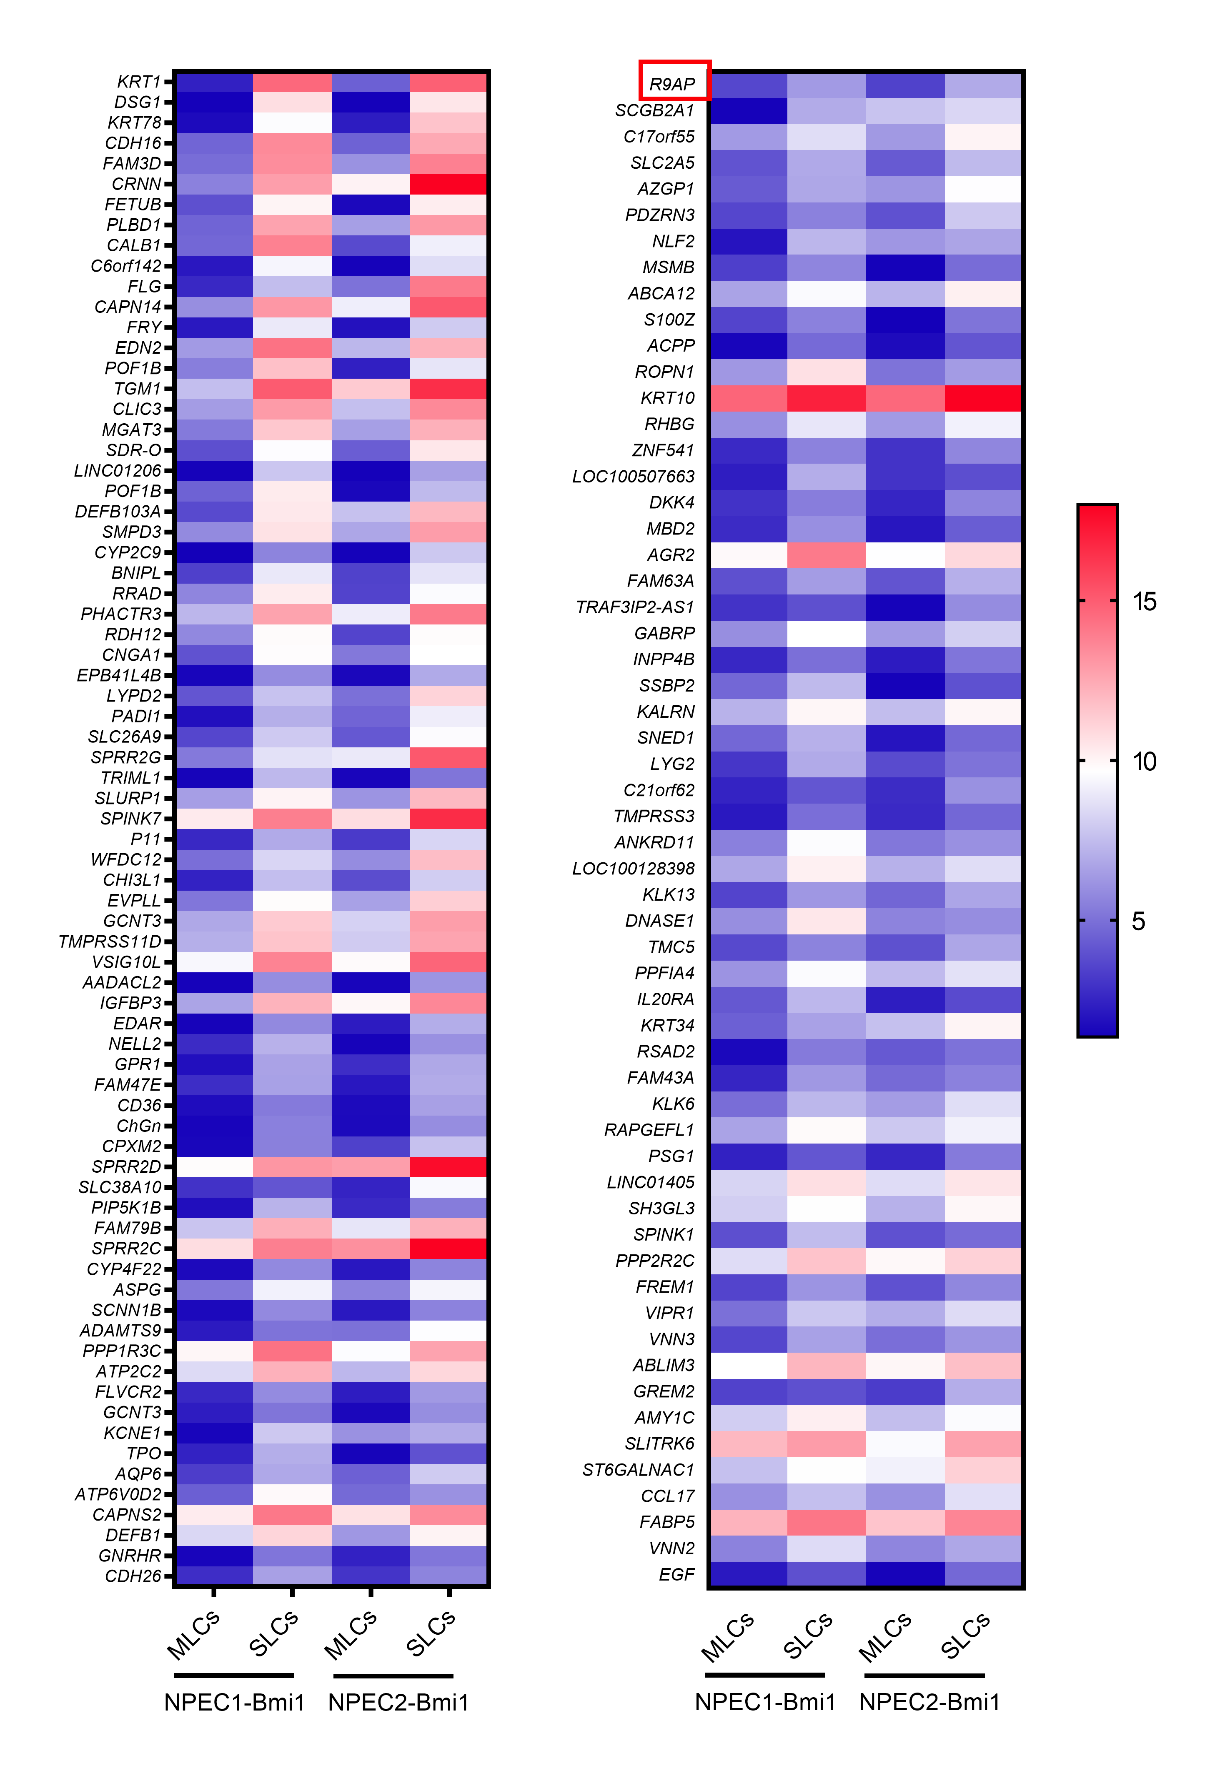 KRT1
DSG1
KRT78
CDH16
FAM3D
CRNN
FETUB
PLBD1
CALB1
C6orf142
FLG
CAPN14
FRY
EDN2
POF1B
TGM1
CLIC3
MGAT3
SDR-O
LINC01206
POF1B
DEFB103A
SMPD3
CYP2C9
BNIPL
RRAD
PHACTR3
RDH12
CNGA1
EPB41L4B
LYPD2
PADI1
SLC26A9
SPRR2G
TRIML1
SLURP1
SPINK7
P11
WFDC12
CHI3L1
EVPLL
GCNT3
TMPRSS11D
VSIG10L
AADACL2
IGFBP3
EDAR
NELL2
GPR1
FAM47E
CD36
ChGn
CPXM2
SPRR2D
SLC38A10
PIP5K1B
FAM79B
SPRR2C
CYP4F22
ASPG
SCNN1B
ADAMTS9
PPP1R3C
ATP2C2
FLVCR2
GCNT3
KCNE1
TPO
AQP6
ATP6V0D2
CAPNS2
DEFB1
GNRHR
CDH26
MLCs SLCs MLCs SLCs
NPEC1-Bmi1 NPEC2-Bmi1
R9AP
SCGB2A1
C17orf55
SLC2A5
AZGP1
PDZRN3
NLF2
MSMB
ABCA12
S100Z
ACPP
ROPN1
KRT10
RHBG
ZNF541
LOC100507663
DKK4
MBD2
AGR2
FAM63A
TRAF3IP2-AS1
GABRP
INPP4B
SSBP2
KALRN
SNED1
LYG2
C21orf62
TMPRSS3
ANKRD11
LOC100128398
KLK13
DNASE1
TMC5
PPFIA4
IL20RA
KRT34
RSAD2
FAM43A
KLK6
RAPGEFL1
PSG1
LINC01405
SH3GL3
SPINK1
PPP2R2C
FREM1
VIPR1
VNN3
ABLIM3
GREM2
AMY1C
SLITRK6
ST6GALNAC1
CCL17
FABP5
VNN2
EGF
MLCs SLCs MLCs SLCs
NPEC1-Bmi1 NPEC2-Bmi1
15
10
5